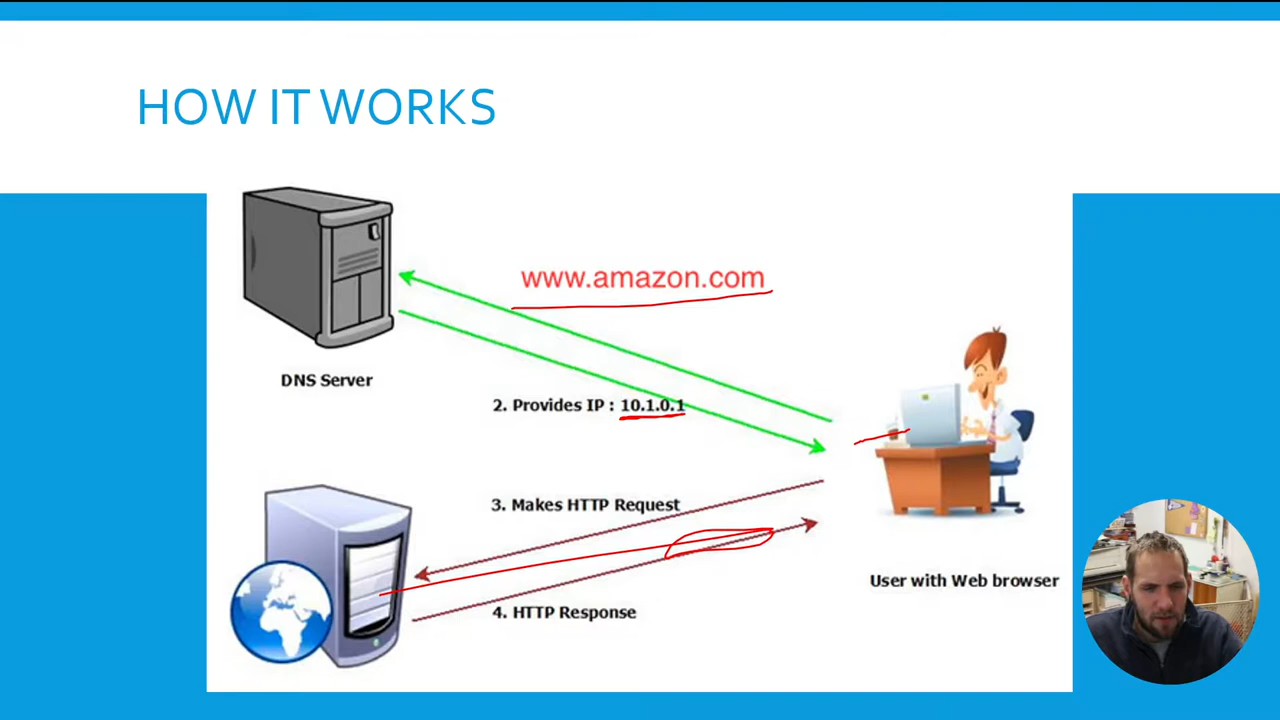 HOW IT WORKS
www.amazon.com
DNS Server
2. Provides IP : 10.1.0.1
3. Makes HTTP Request
User with Web browser
4. HTTP Response